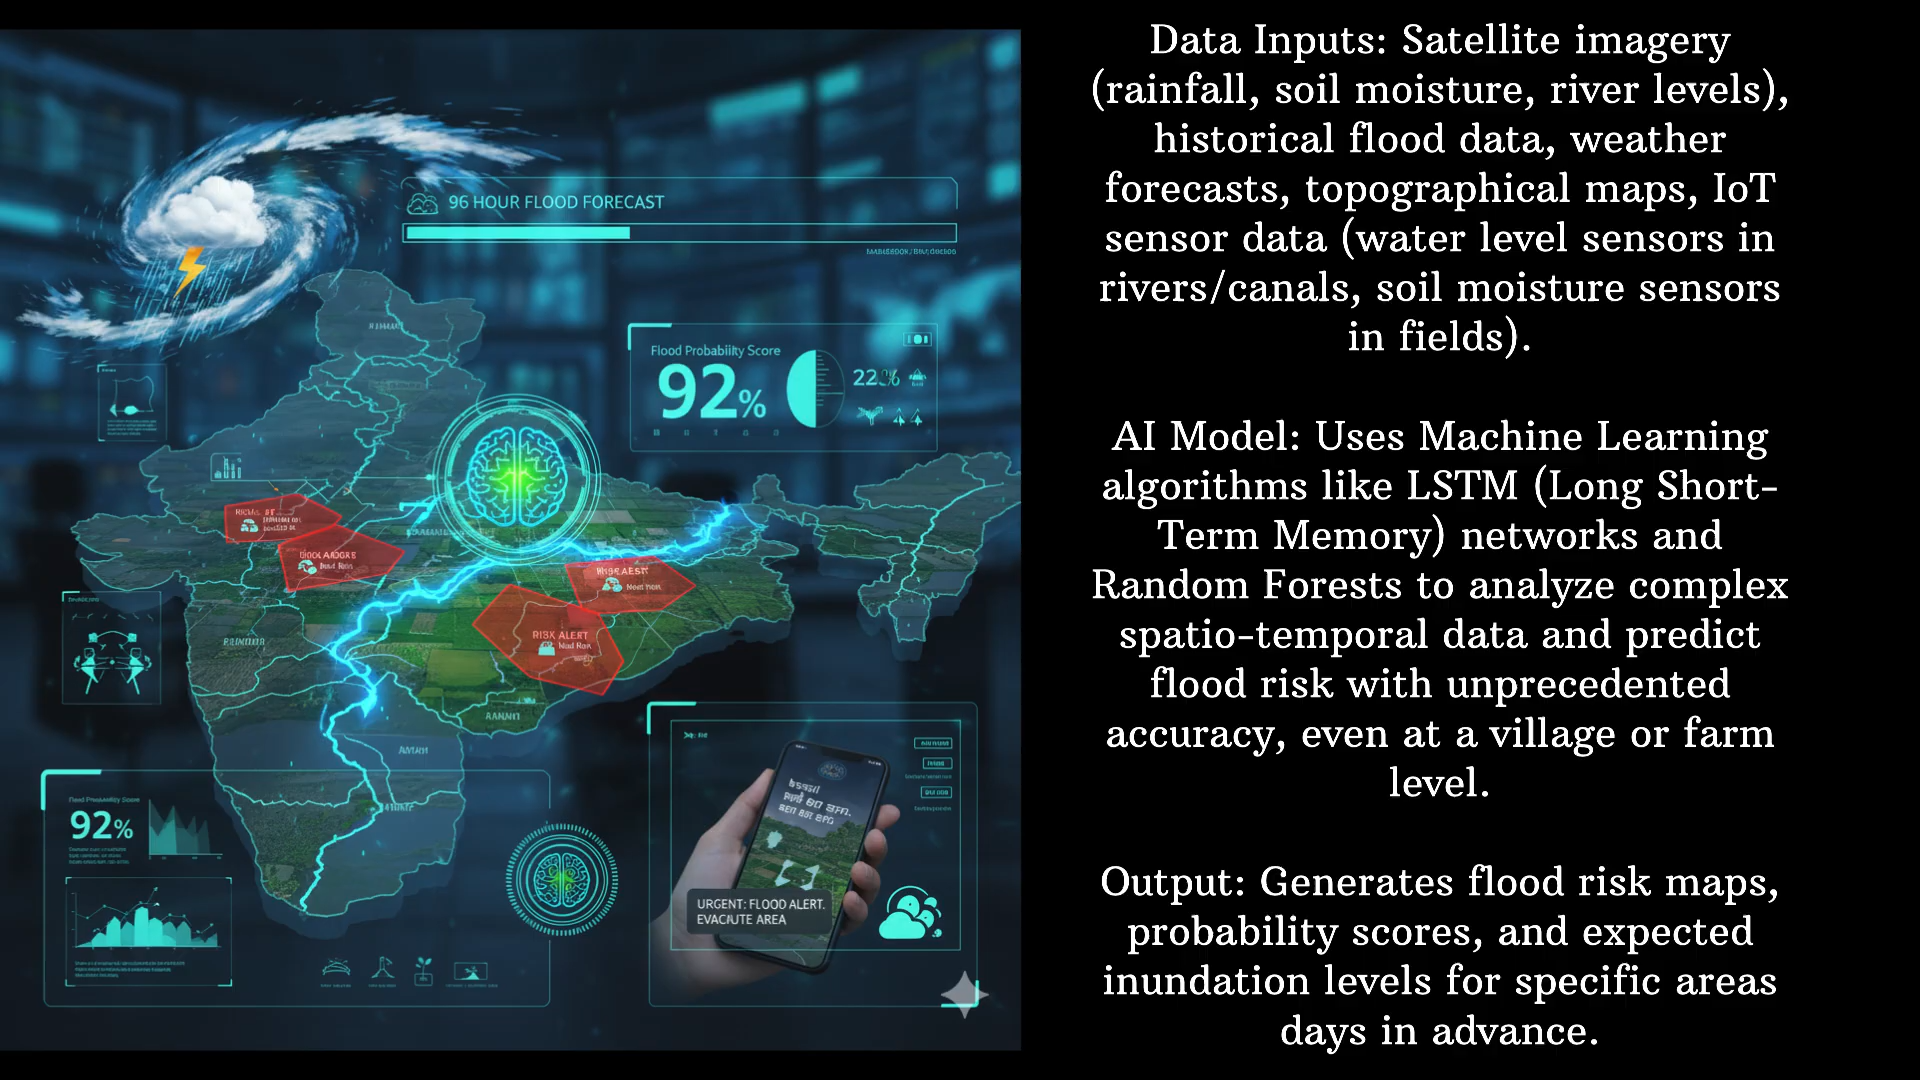 96 HOUR FLOOD FORECAST
Flood Probability Score
92%
22
RISK ALERT
Flood Probability Score
92%
URGENT: FLOOD ALERT.
EVACIUTE AREA
Data Inputs: Satellite imagery
(rainfall, soil moisture, river levels),
historical flood data, weather
forecasts, topographical maps, IoT
sensor data (water level sensors in
rivers/canals, soil moisture sensors
in fields).
AI Model: Uses Machine Learning
algorithms like LSTM (Long Short-
Term Memory) networks and
Random Forests to analyze complex
spatio-temporal data and predict
flood risk with unprecedented
accuracy, even at a village or farm
level.
Output: Generates flood risk maps,
probability scores, and expected
inundation levels for specific areas
days in advance.